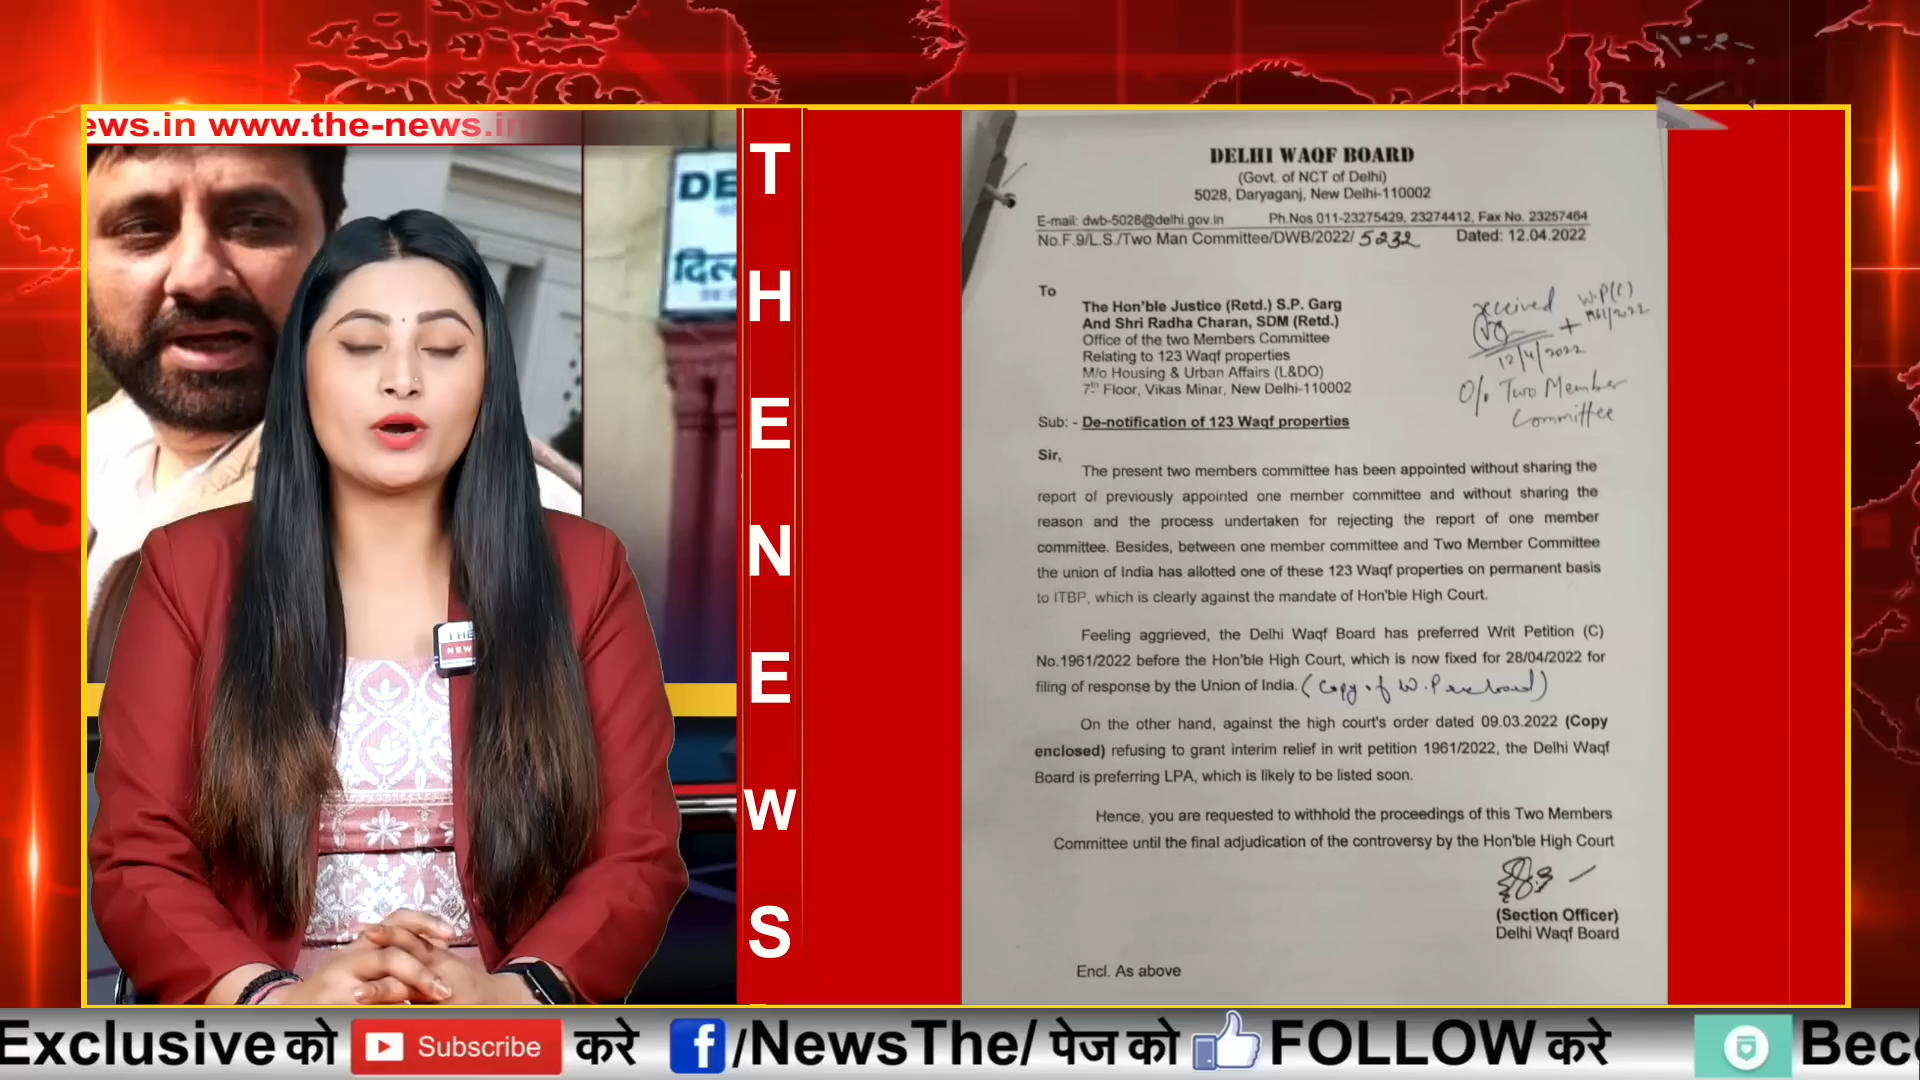 ews.in www.the-news.in
DE
दिल्
THE
NEW
T
H
E
N
E
W
S
S
DELHI WAQF BOARD
(Govt. of NCT of Delhi)
5028, Daryaganj, New Delhi-110002
E-mail: dwb-5028@delhi.gov.in Ph.Nos.011-23275429, 23274412, Fax No. 23257464
No.F.9/L.S./Two Man Committee/DWB/2022/ 5232 Dated: 12.04.2022
To
The Hon'ble Justice (Retd.) S.P. Garg
And Shri Radha Charan, SDM (Retd.)
Office of the two Members Committee
Relating to 123 Waqf properties
M/o Housing & Urban Affairs (L&DO)
7th Floor, Vikas Minar, New Delhi-110002
received
W.P(C)
1961/2022
12/4/2022
O/o Two Member
Committee
Sub: - De-notification of 123 Waqf properties
Sir,
The present two members committee has been appointed without sharing the
report of previously appointed one member committee and without sharing the
reason and the process undertaken for rejecting the report of one member
committee. Besides, between one member committee and Two Member Committee
the union of India has allotted one of these 123 Waqf properties on permanent basis
to ITBP, which is clearly against the mandate of Hon'ble High Court.
Feeling aggrieved, the Delhi Waqf Board has preferred Writ Petition (C)
No.1961/2022 before the Hon'ble High Court, which is now fixed for 28/04/2022 for
filing of response by the Union of India. (Copy of W.P enclosed)
On the other hand, against the high court's order dated 09.03.2022 (Copy
enclosed) refusing to grant interim relief in writ petition 1961/2022, the Delhi Waqf
Board is preferring LPA, which is likely to be listed soon.
Hence, you are requested to withhold the proceedings of this Two Members
Committee until the final adjudication of the controversy by the Hon'ble High Court
(Section Officer)
Delhi Waqf Board
Encl. As above
Exclusive को Subscribe करे f/NewsThe/ पेज को FOLLOW करे Bec